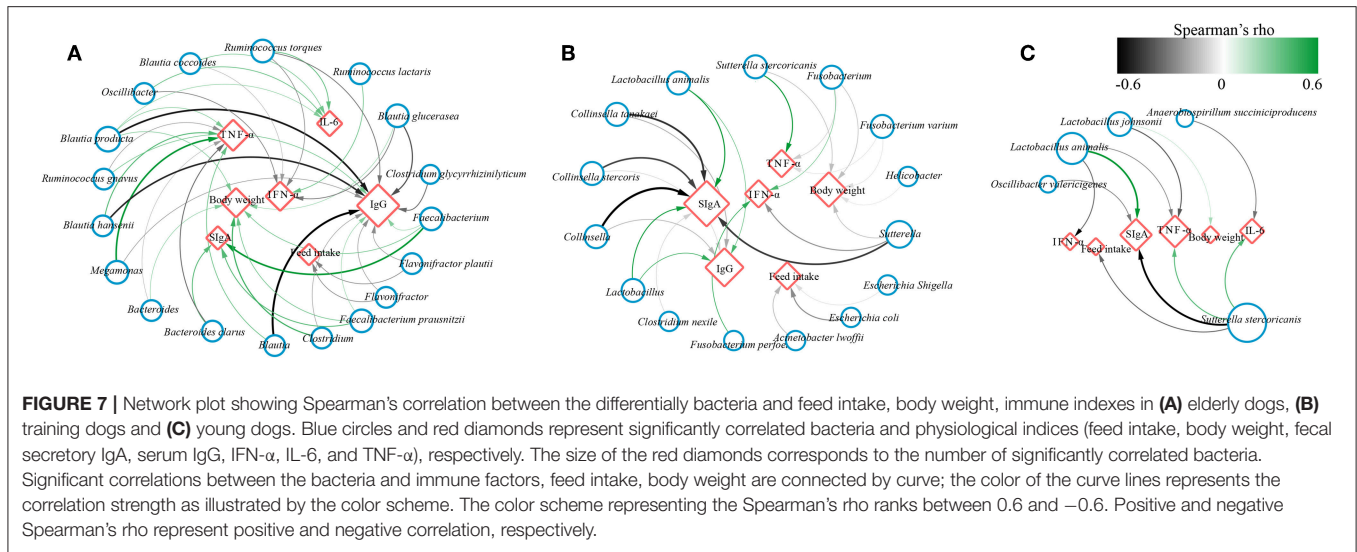 A
Ruminococcus torques
Blautia coccoides
Ruminococcus lactaris
Oscillibacter
Blautia glucerasea
IL-6
Blautia producta
TNF-α
Clostridium glycyrrhizinilyticum
Ruminococcus gnavus
Body weight
IFN-α
IgG
Faecalibacterium
Blautia hansenii
SIgA
Feed intake
Megamonas
Flavonifractor plautii
Bacteroides
Flavonifractor
Bacteroides clarus
Faecalibacterium prausnitzii
Blautia
Clostridium
B
Sutterella stercoricanis
Lactobacillus animalis
Fusobacterium
Collinsella tanakaei
Fusobacterium varium
TNF-α
Collinsella stercoris
Helicobacter
SIgA
IFN-α
Body weight
Collinsella
Sutterella
IgG
Feed intake
Lactobacillus
Escherichia Shigella
Clostridium nexile
Escherichia coli
Fusobacterium perfoe
Acinetobacter lwoffii
C
Spearman's rho
-0.6
0
0.6
Anaerobiospirillum succiniciproducens
Lactobacillus johnsonii
Lactobacillus animalis
Oscillibacter valericigenes
IFN-α
Feed intake
SIgA
TNF-α
Body weight
IL-6
Sutterella stercoricanis
FIGURE 7 | Network plot showing Spearman's correlation between the differentially bacteria and feed intake, body weight, immune indexes in (A) elderly dogs, (B)
training dogs and (C) young dogs. Blue circles and red diamonds represent significantly correlated bacteria and physiological indices (feed intake, body weight, fecal
secretory IgA, serum IgG, IFN-α, IL-6, and TNF-α), respectively. The size of the red diamonds corresponds to the number of significantly correlated bacteria.
Significant correlations between the bacteria and immune factors, feed intake, body weight are connected by curve; the color of the curve lines represents the
correlation strength as illustrated by the color scheme. The color scheme representing the Spearman's rho ranks between 0.6 and −0.6. Positive and negative
Spearman's rho represent positive and negative correlation, respectively.